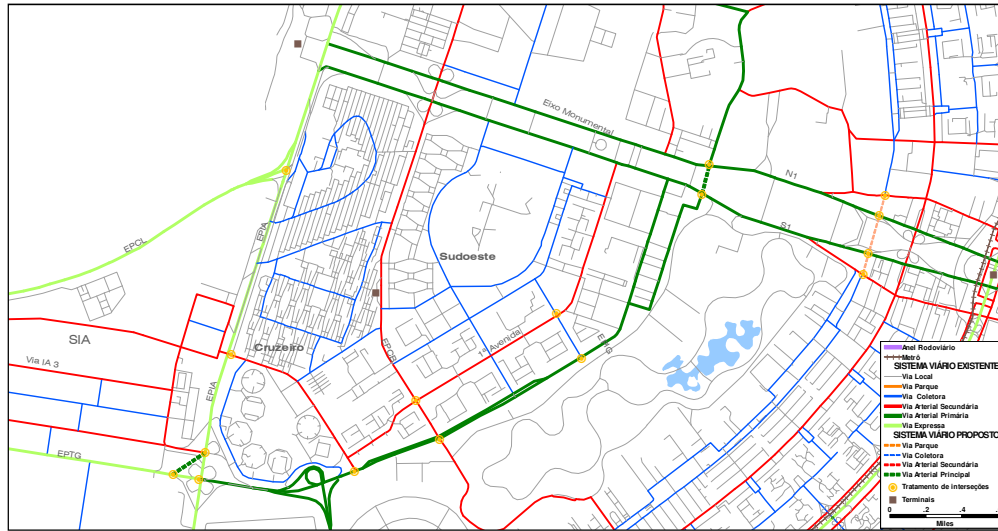 Eixo Monumental
N1
S1
EPCL
EPIA
Sudoeste
SIA
Via IA 3
Cruzeiro
EPCB
1ª Avenida
EPIG
EPIA
EPTG
Anel Rodoviário
Metrô
SISTEMA VIÁRIO EXISTENTE
Via Local
Via Parque
Via Coletora
Via Arterial Secundária
Via Arterial Primária
Via Expressa
SISTEMA VIÁRIO PROPOSTO
Via Parque
Via Coletora
Via Arterial Secundária
Via Arterial Principal
Tratamento de interseções
Terminais
0 .2 .4
Miles